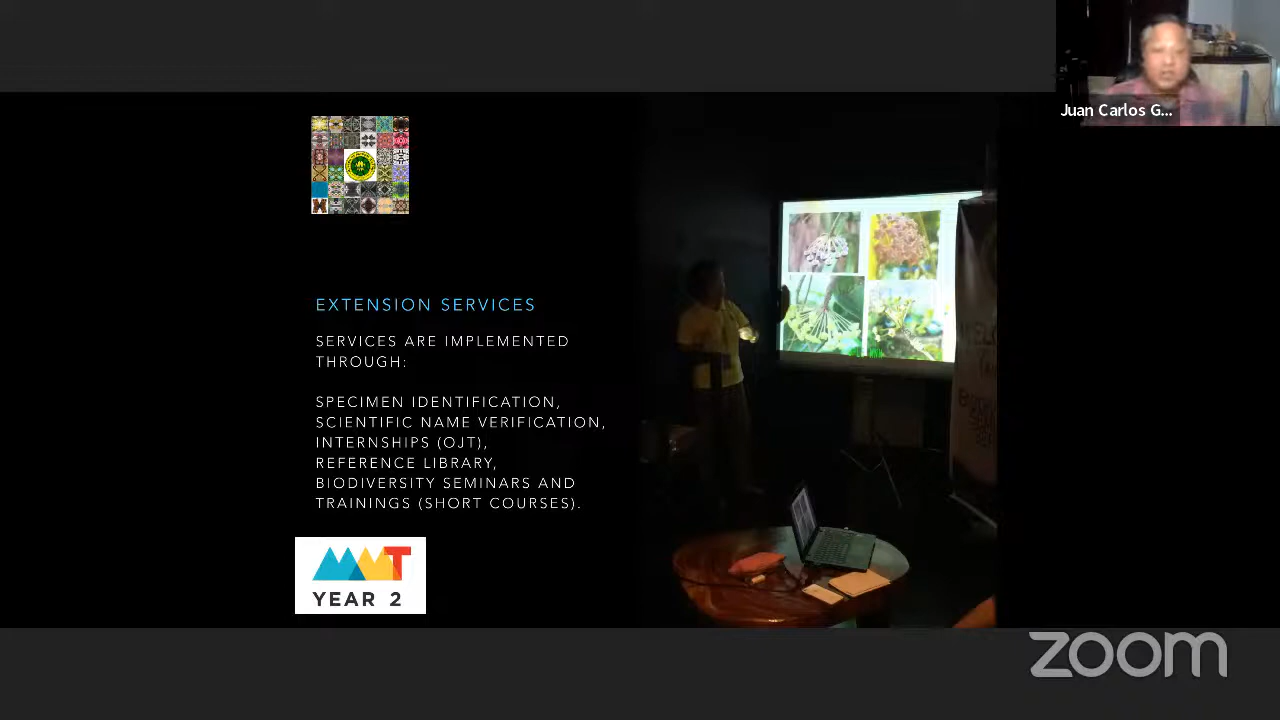 Juan Carlos G...
EXTENSION SERVICES
SERVICES ARE IMPLEMENTED
THROUGH:
SPECIMEN IDENTIFICATION,
SCIENTIFIC NAME VERIFICATION,
INTERNSHIPS (OJT),
REFERENCE LIBRARY,
BIODIVERSITY SEMINARS AND
TRAININGS (SHORT COURSES).
MMT
YEAR 2
zoom